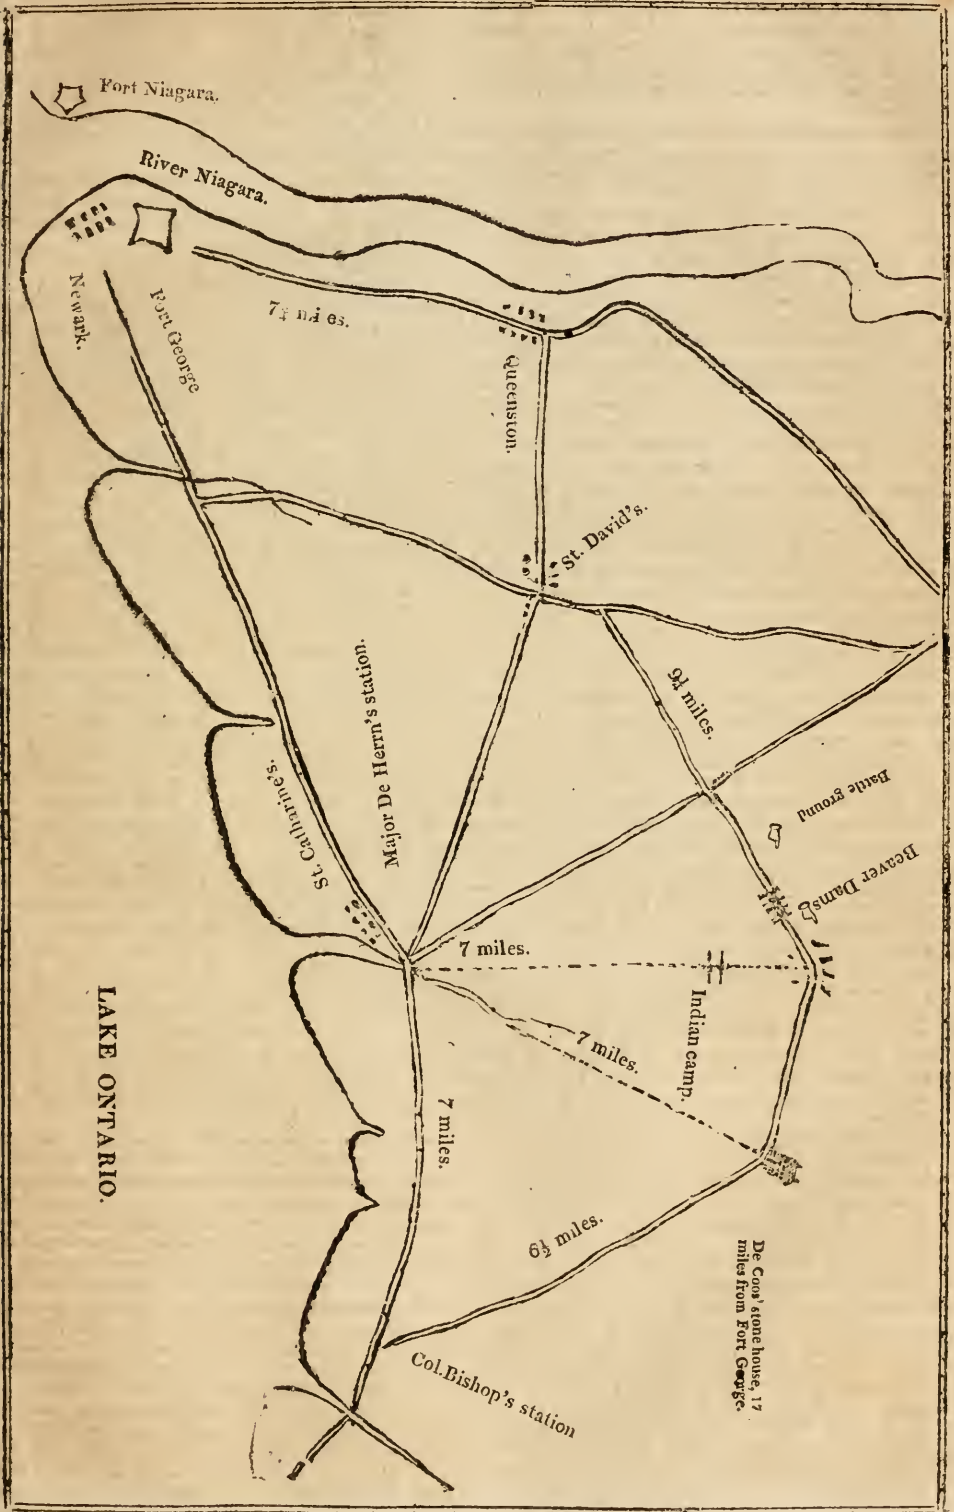 Fort Niagara.
River Niagara.
Newark.
Fort George
Queenston.
St. David's.
Major De Herrn's station.
St. Catharine's.
Battle ground
Beaver Dams
7 miles.
Indian camp.
7 miles.
7 miles.
LAKE ONTARIO.
6½ miles.
De Coos' stone house, 17
miles from Fort George.
Col. Bishop's station
miles.